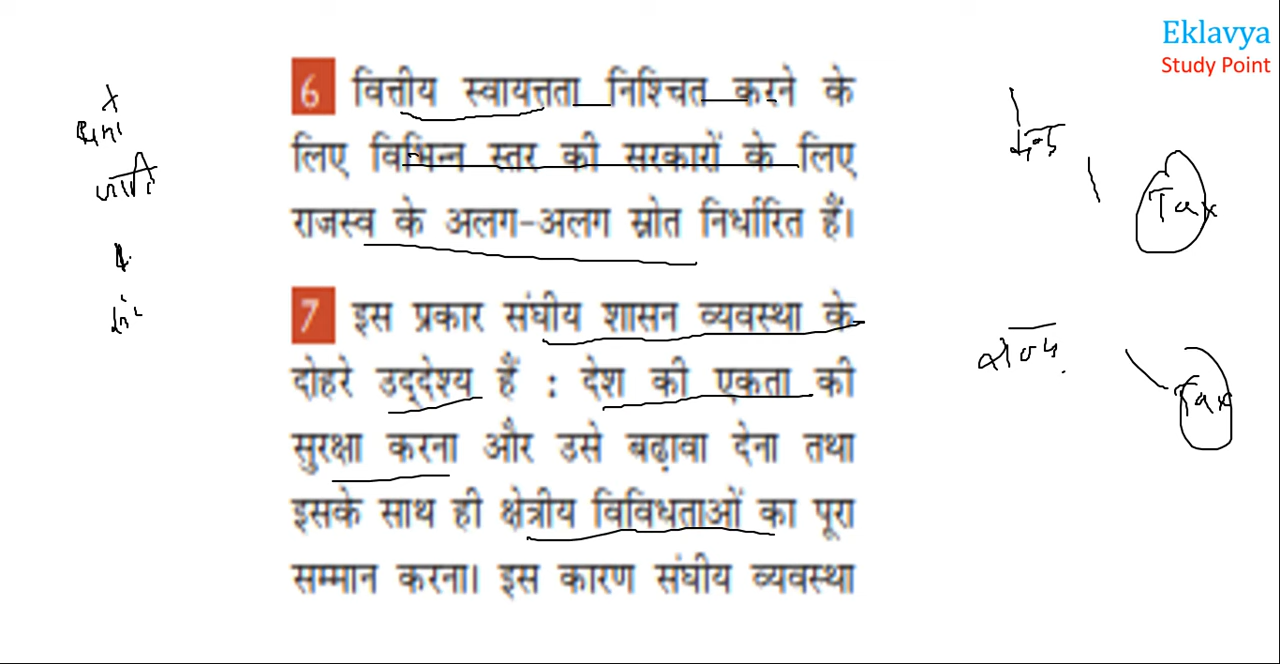 Eklavya
Study Point
6 वित्तीय स्वायत्तता निश्चित करने के
लिए विभिन्न स्तर की सरकारों के लिए
राजस्व के अलग-अलग स्रोत निर्धारित हैं।
7 इस प्रकार संघीय शासन व्यवस्था के
दोहरे उद्देश्य हैं : देश की एकता की
सुरक्षा करना और उसे बढ़ावा देना तथा
इसके साथ ही क्षेत्रीय विविधताओं का पूरा
सम्मान करना। इस कारण संघीय व्यवस्था
Tax
Tax